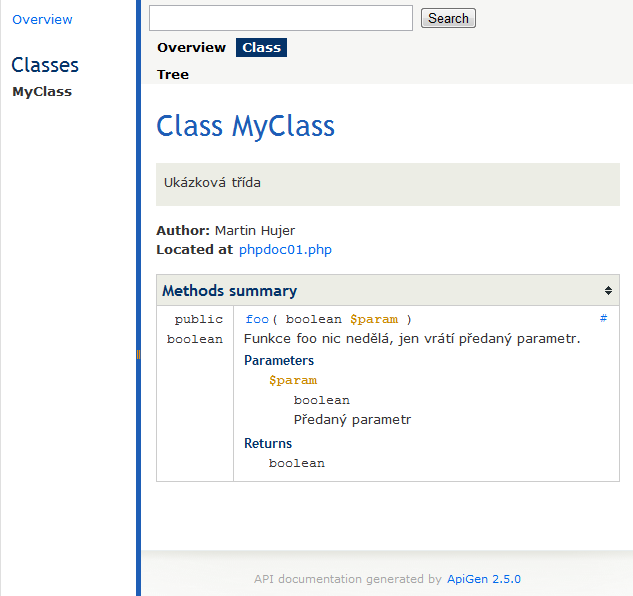 Overview
Classes
MyClass
Search
Overview Class
Tree
Class MyClass
Ukázková třída
Author: Martin Hujer
Located at phpdoc01.php
Methods summary
public boolean
foo( boolean $param ) #
Funkce foo nic nedělá, jen vrátí předaný parametr.
Parameters
$param
boolean
Předaný parametr
Returns
boolean
API documentation generated by ApiGen 2.5.0